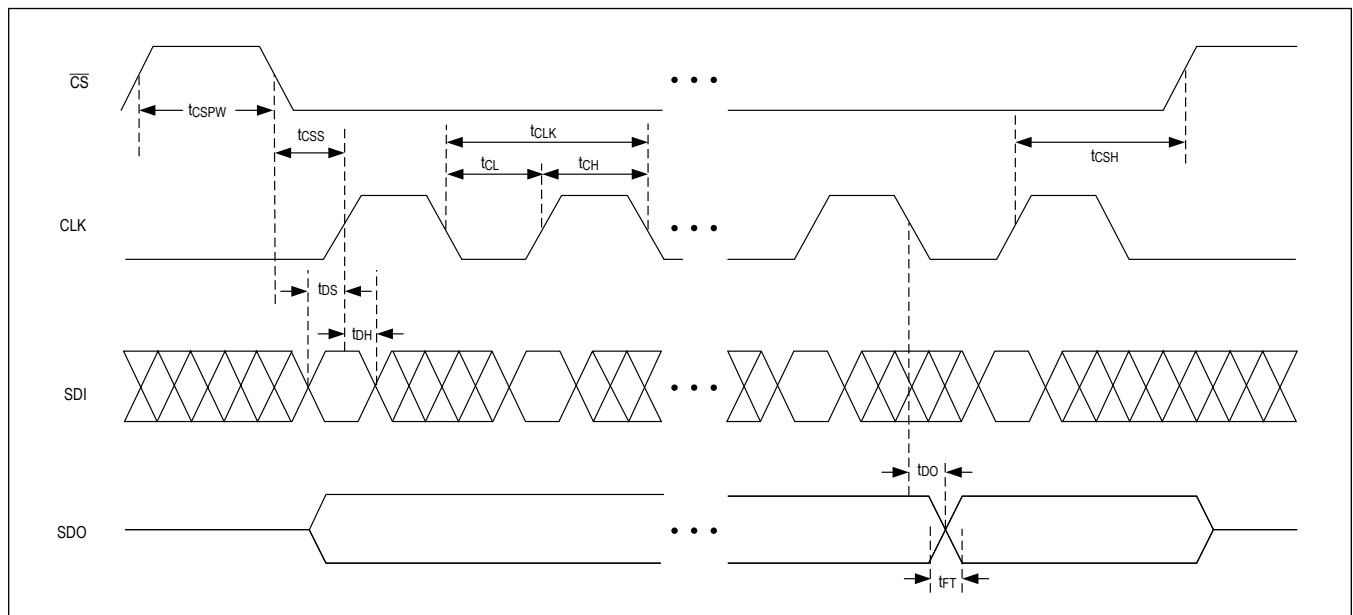 CS
tCSPW
tCSS
tCLK
tCL
tCH
tCSH
CLK
tDS
tDH
SDI
tDO
SDO
tFT